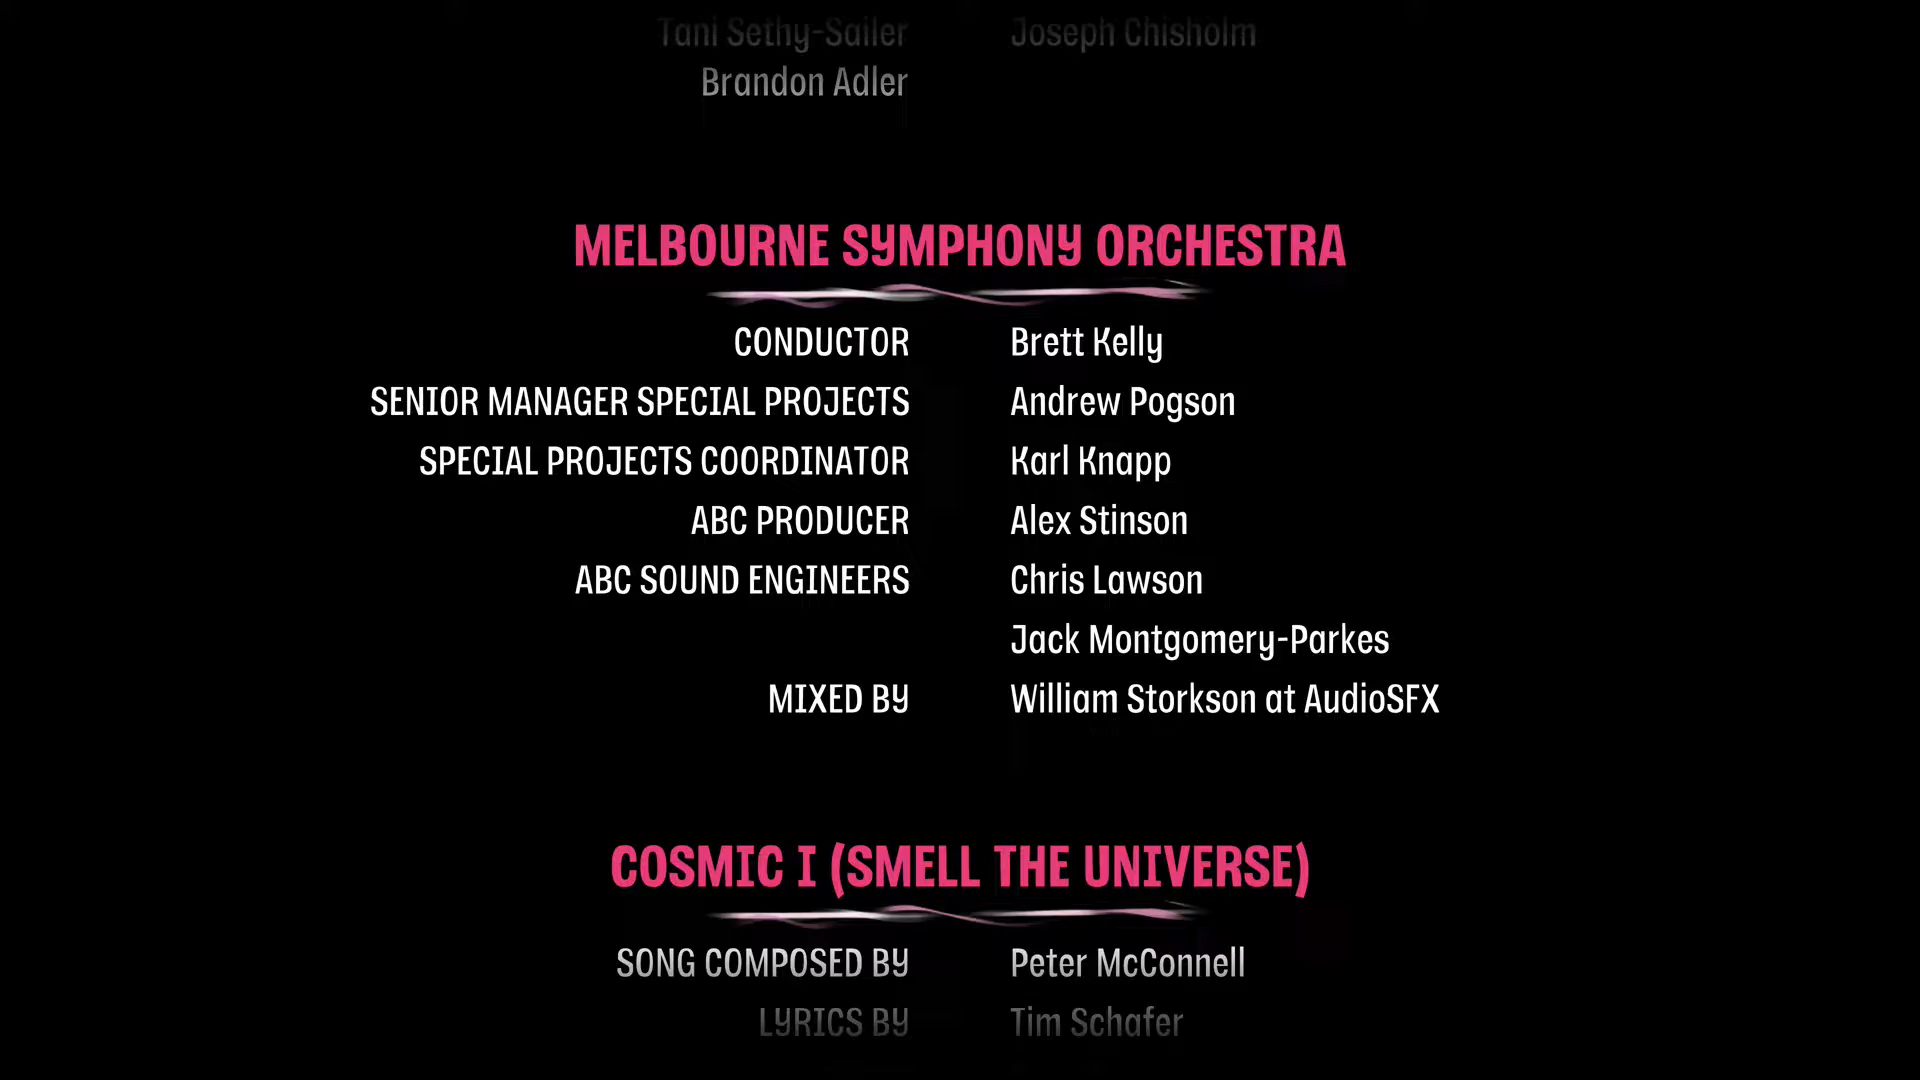 Tani Sethy-Sailer Joseph Chisholm
Brandon Adler
MELBOURNE SYMPHONY ORCHESTRA
CONDUCTOR Brett Kelly
SENIOR MANAGER SPECIAL PROJECTS Andrew Pogson
SPECIAL PROJECTS COORDINATOR Karl Knapp
ABC PRODUCER Alex Stinson
ABC SOUND ENGINEERS Chris Lawson
Jack Montgomery-Parkes
MIXED BY William Storkson at AudioSFX
COSMIC I (SMELL THE UNIVERSE)
SONG COMPOSED BY Peter McConnell
LYRICS BY Tim Schafer